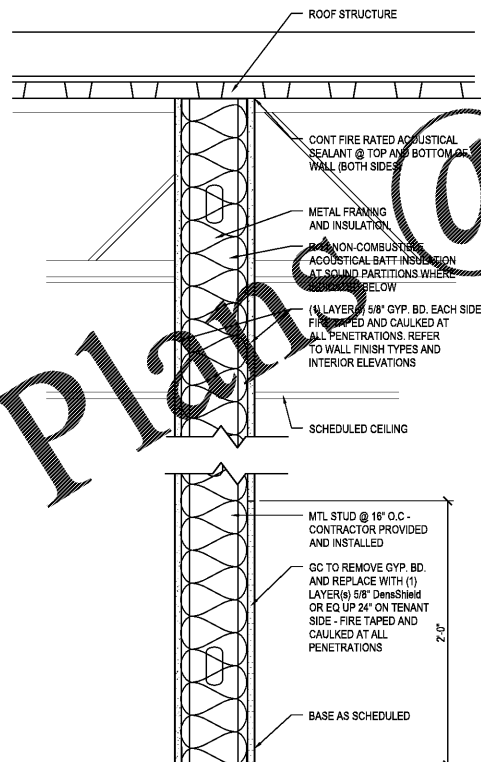 ROOF STRUCTURE
CONT FIRE RATED ACOUSTICAL
SEALANT @ TOP AND BOTTOM OF
WALL (BOTH SIDES)
METAL FRAMING
AND INSULATION.
NON-COMBUSTIBLE
ACOUSTICAL BATT INSULATION
AT SOUND PARTITIONS WHERE
INDICATED BELOW
(1) LAYER(s) 5/8" GYP. BD. EACH SIDE
FIRE TAPED AND CAULKED AT
ALL PENETRATIONS. REFER
TO WALL FINISH TYPES AND
INTERIOR ELEVATIONS
Plans @
SCHEDULED CEILING
MTL STUD @ 16" O.C -
CONTRACTOR PROVIDED
AND INSTALLED
GC TO REMOVE GYP. BD.
AND REPLACE WITH (1)
LAYER(s) 5/8" DensShield
OR EQ UP 24" ON TENANT
SIDE - FIRE TAPED AND
CAULKED AT ALL
PENETRATIONS
2'-0"
BASE AS SCHEDULED